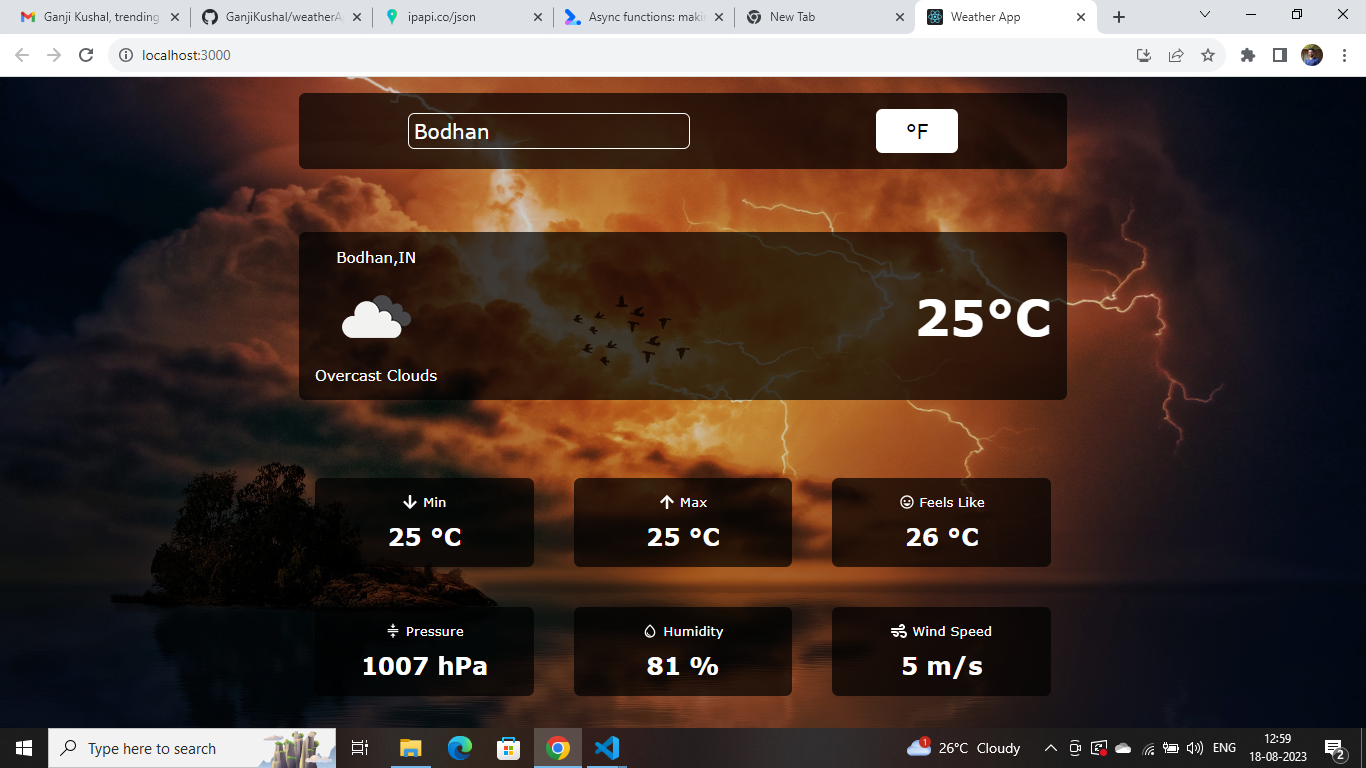 Ganji Kushal, trending
GanjiKushal/weatherA
ipapi.co/json
Async functions: maki
New Tab
Weather App
localhost:3000
Bodhan
°F
Bodhan,IN
25°C
Overcast Clouds
Min
25 °C
Max
25 °C
Feels Like
26 °C
Pressure
1007 hPa
Humidity
81 %
Wind Speed
5 m/s
Type here to search
1
26°C Cloudy
ENG
12:59
18-08-2023
2